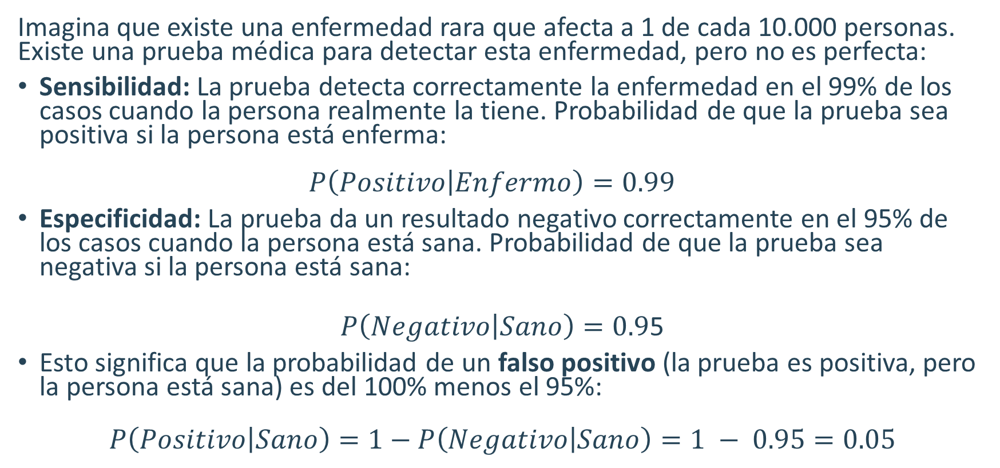 Imagina que existe una enfermedad rara que afecta a 1 de cada 10.000 personas.
Existe una prueba médica para detectar esta enfermedad, pero no es perfecta:
• Sensibilidad: La prueba detecta correctamente la enfermedad en el 99% de los
casos cuando la persona realmente la tiene. Probabilidad de que la prueba sea
positiva si la persona está enferma:
P(Positivo|Enfermo) = 0.99
• Especificidad: La prueba da un resultado negativo correctamente en el 95% de
los casos cuando la persona está sana. Probabilidad de que la prueba sea
negativa si la persona está sana:
P(Negativo|Sano) = 0.95
• Esto significa que la probabilidad de un falso positivo (la prueba es positiva, pero
la persona está sana) es del 100% menos el 95%:
P(Positivo|Sano) = 1 − P(Negativo|Sano) = 1 − 0.95 = 0.05